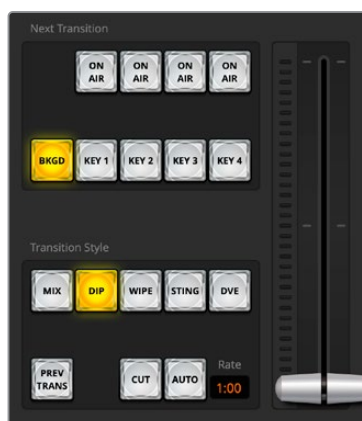 Next Transition
ON AIR ON AIR ON AIR ON AIR
BKGD KEY 1 KEY 2 KEY 3 KEY 4
Transition Style
MIX DIP WIPE STING DVE
Rate
PREV TRANS CUT AUTO 1:00